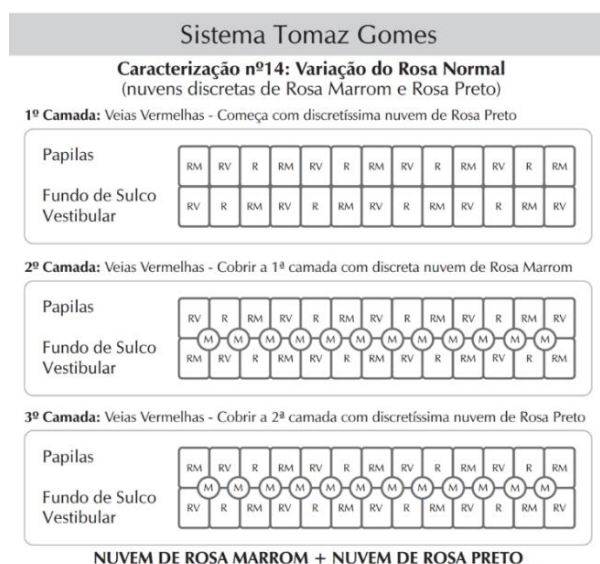 Sistema Tomaz Gomes
Caracterização nº14: Variação do Rosa Normal
(nuvens discretas de Rosa Marrom e Rosa Preto)
1º Camada: Veias Vermelhas - Começa com discretíssima nuvem de Rosa Preto
Papilas
RM RV R RM RV R RM RV R RM RV R RM
Fundo de Sulco
Vestibular
RV R RM RV R RM RV R RM RV R RM RV
2º Camada: Veias Vermelhas - Cobrir a 1ª camada com discreta nuvem de Rosa Marrom
Papilas
RV R RM RV R RM RV R RM RV R RM RV
M M M M M M M M M M M M
Fundo de Sulco
Vestibular
RM RV R RM RV R RM RV R RM RV R RM
3º Camada: Veias Vermelhas - Cobrir a 2ª camada com discretíssima nuvem de Rosa Preto
Papilas
RM RV R RM RV R RM RV R RM RV R RM
M M M M M M M M M M M M
Fundo de Sulco
Vestibular
RV R RM RV R RM RV R RM RV R RM RV
NUVEM DE ROSA MARROM + NUVEM DE ROSA PRETO